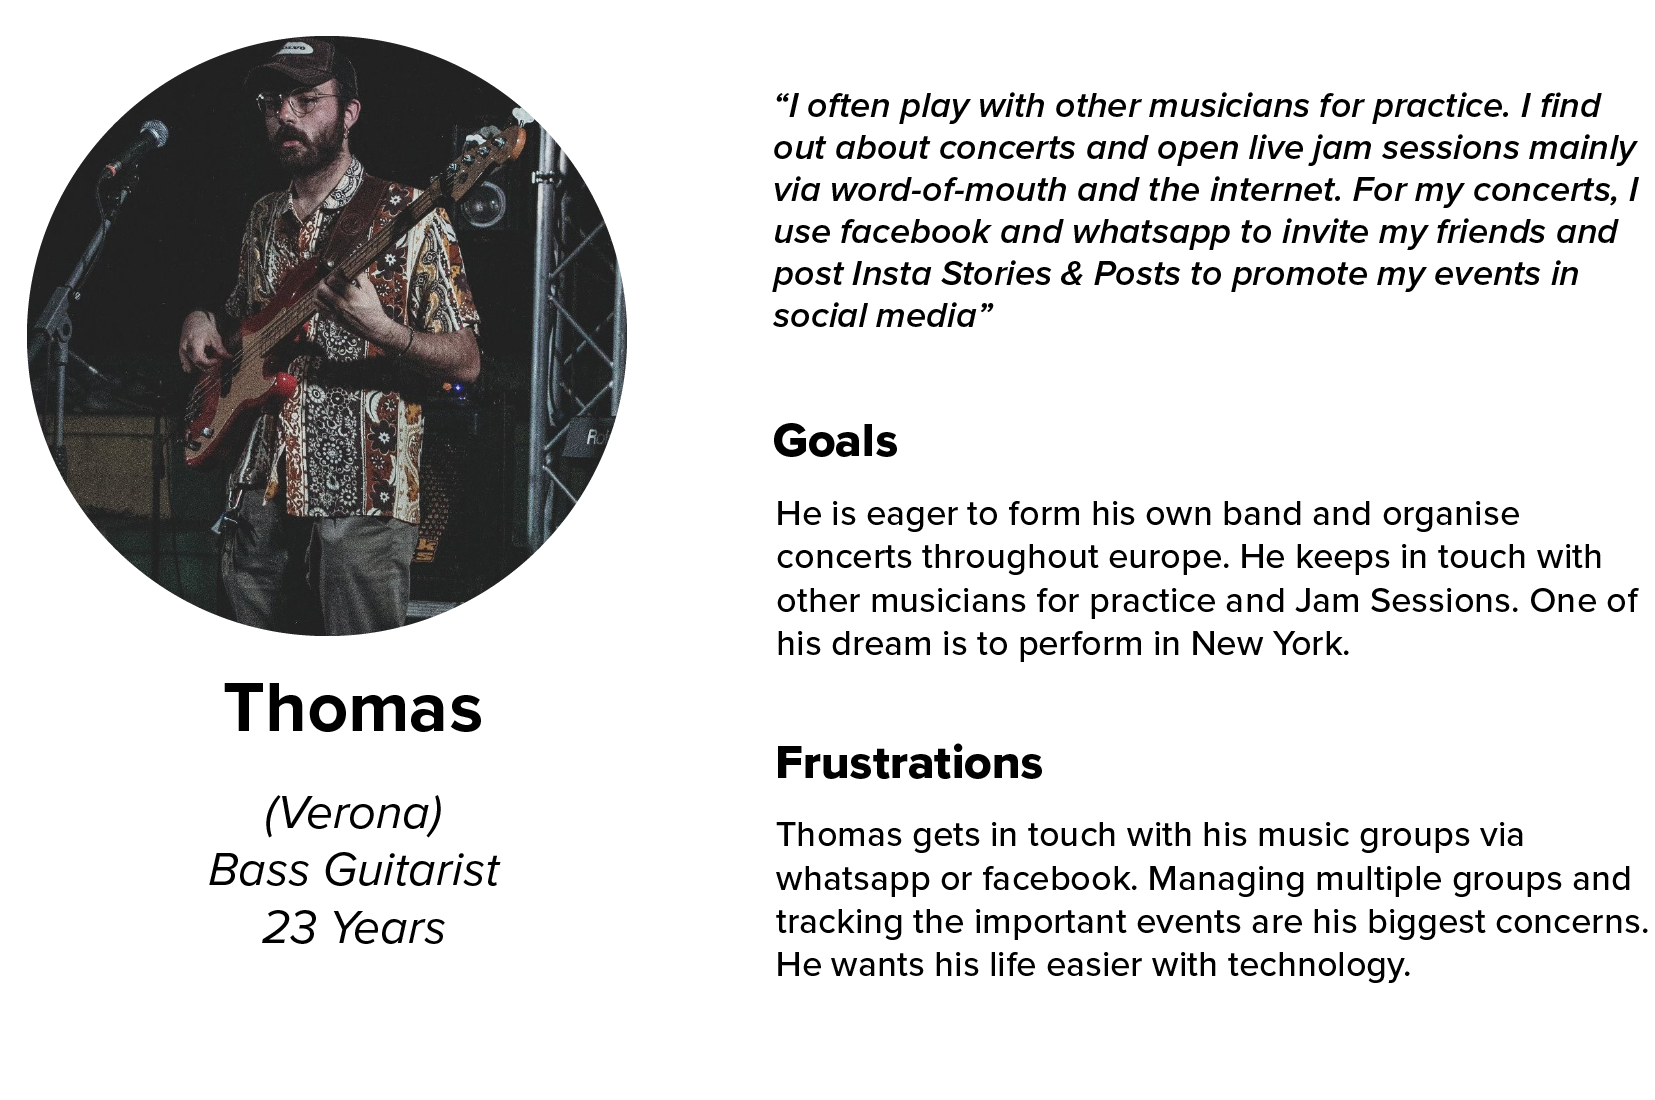 “I often play with other musicians for practice. I find
out about concerts and open live jam sessions mainly
via word-of-mouth and the internet. For my concerts, I
use facebook and whatsapp to invite my friends and
post Insta Stories & Posts to promote my events in
social media”
Goals
He is eager to form his own band and organise
concerts throughout europe. He keeps in touch with
other musicians for practice and Jam Sessions. One of
his dream is to perform in New York.
Frustrations
Thomas gets in touch with his music groups via
whatsapp or facebook. Managing multiple groups and
tracking the important events are his biggest concerns.
He wants his life easier with technology.
Thomas
(Verona)
Bass Guitarist
23 Years